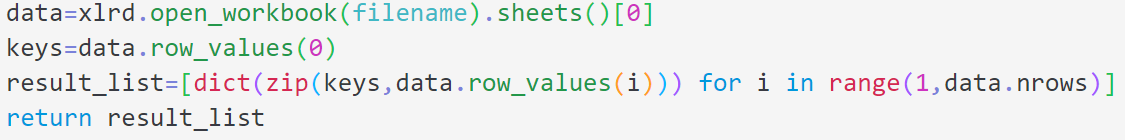 data=xlrd.open_workbook(filename).sheets()[0]
keys=data.row_values(0)
result_list=[dict(zip(keys,data.row_values(i))) for i in range(1,data.nrows)]
return result_list